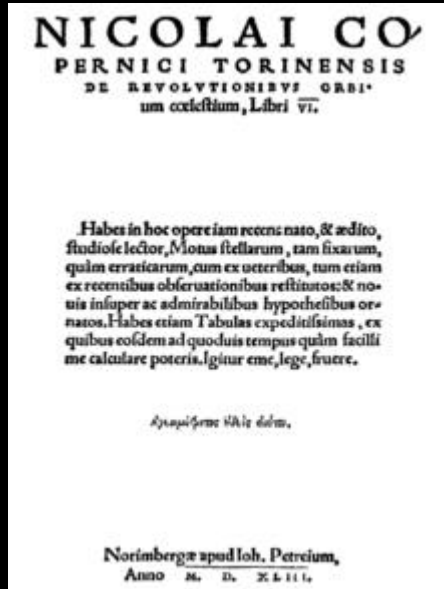 NICOLAI CO
PERNICI TORINENSIS
DE REVOLVTIONIBVS ORBI-
um cœlestium, Libri VI.
Habes in hoc opere iam recens nato, & ædito,
studiose lector, Motus stellarum, tam fixarum,
quàm erraticarum, cum ex ueteribus, tum etiam
ex recentibus obseruationibus restitutos: & no-
uis insuper ac admirabilibus hypothesibus or-
natos. Habes etiam Tabulas expeditissimas, ex
quibus eosdem ad quoduis tempus quàm facilli
me calculare poteris. Igitur eme, lege, fruere.
Norimbergæ apud Ioh. Petreium,
Anno M. D. XLIII.